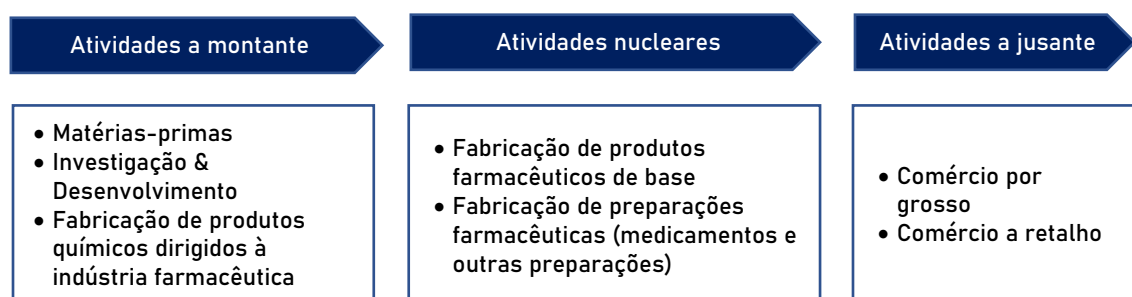 Atividades a montante
Atividades nucleares
Atividades a jusante
• Matérias-primas
• Investigação &
Desenvolvimento
• Fabricação de produtos
químicos dirigidos à
indústria farmacêutica
• Fabricação de produtos
farmacêuticos de base
• Fabricação de preparações
farmacêuticas (medicamentos e
outras preparações)
• Comércio por
grosso
• Comércio a retalho